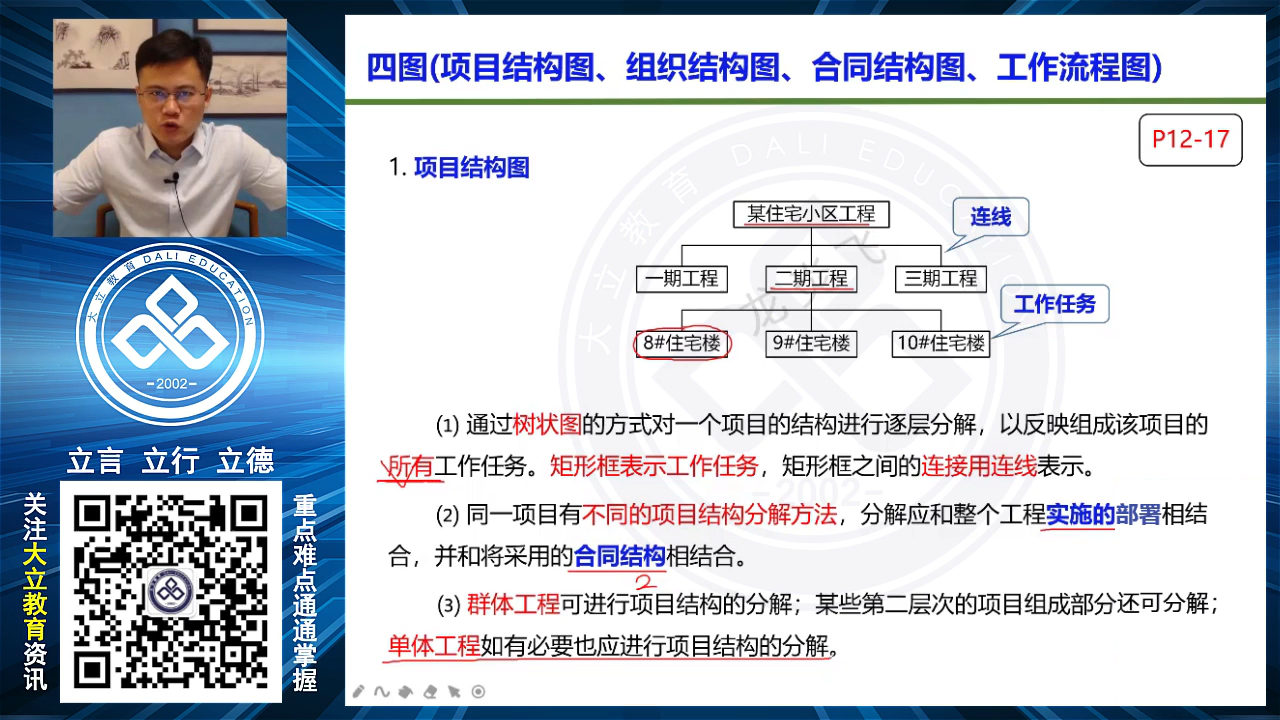 四图(项目结构图、组织结构图、合同结构图、工作流程图)
P12-17
1. 项目结构图
某住宅小区工程
连线
一期工程
二期工程
三期工程
工作任务
8#住宅楼
9#住宅楼
10#住宅楼
(1) 通过树状图的方式对一个项目的结构进行逐层分解，以反映组成该项目的
所有工作任务。矩形框表示工作任务，矩形框之间的连接用连线表示。
(2) 同一项目有不同的项目结构分解方法，分解应和整个工程实施的部署相结
合，并和将采用的合同结构相结合。
2
(3) 群体工程可进行项目结构的分解；某些第二层次的项目组成部分还可分解；
单体工程如有必要也应进行项目结构的分解。
大立教育 DALI EDUCATION
-2002-
立言 立行 立德
关注大立教育资讯
重点难点通通掌握
大立教育 DALI EDUCATION
2002